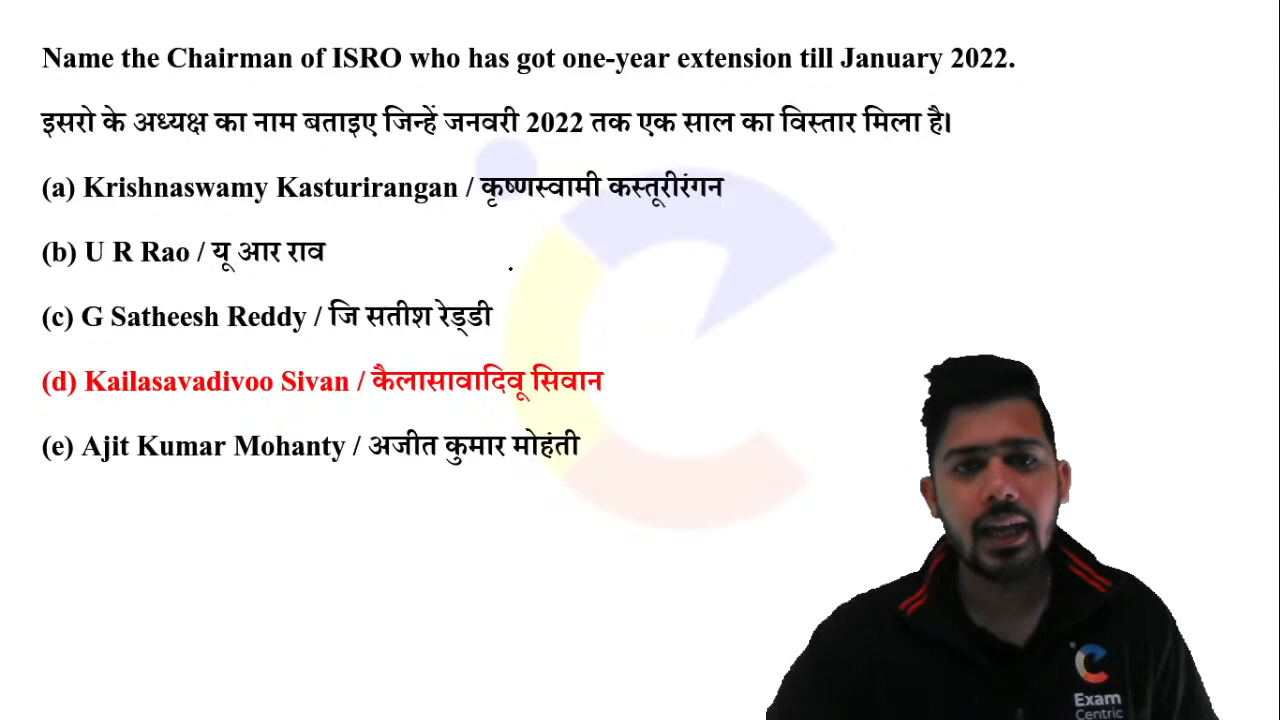 Name the Chairman of ISRO who has got one-year extension till January 2022.
इसरो के अध्यक्ष का नाम बताइए जिन्हें जनवरी 2022 तक एक साल का विस्तार मिला है।
(a) Krishnaswamy Kasturirangan / कृष्णस्वामी कस्तूरीरंगन
(b) U R Rao / यू आर राव
(c) G Satheesh Reddy / जि सतीश रेड्डी
(d) Kailasavadivoo Sivan / कैलासावादिवू सिवान
(e) Ajit Kumar Mohanty / अजीत कुमार मोहंती
Exam
Centric